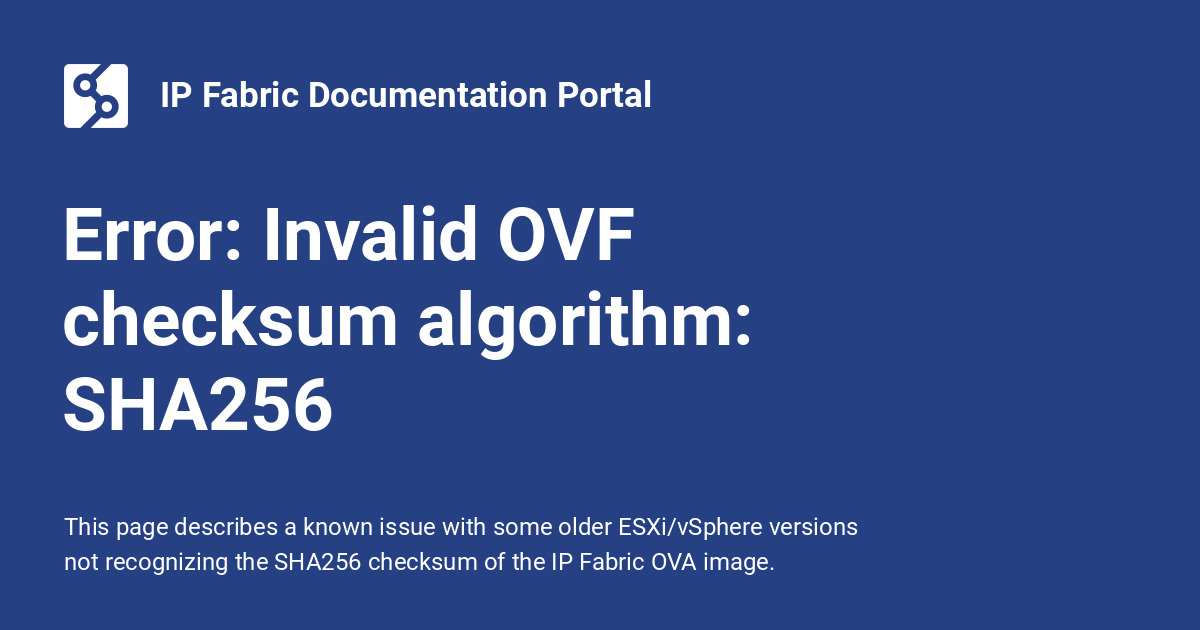 IP Fabric Documentation Portal
Error: Invalid OVF
checksum algorithm:
SHA256
This page describes a known issue with some older ESXi/vSphere versions
not recognizing the SHA256 checksum of the IP Fabric OVA image.